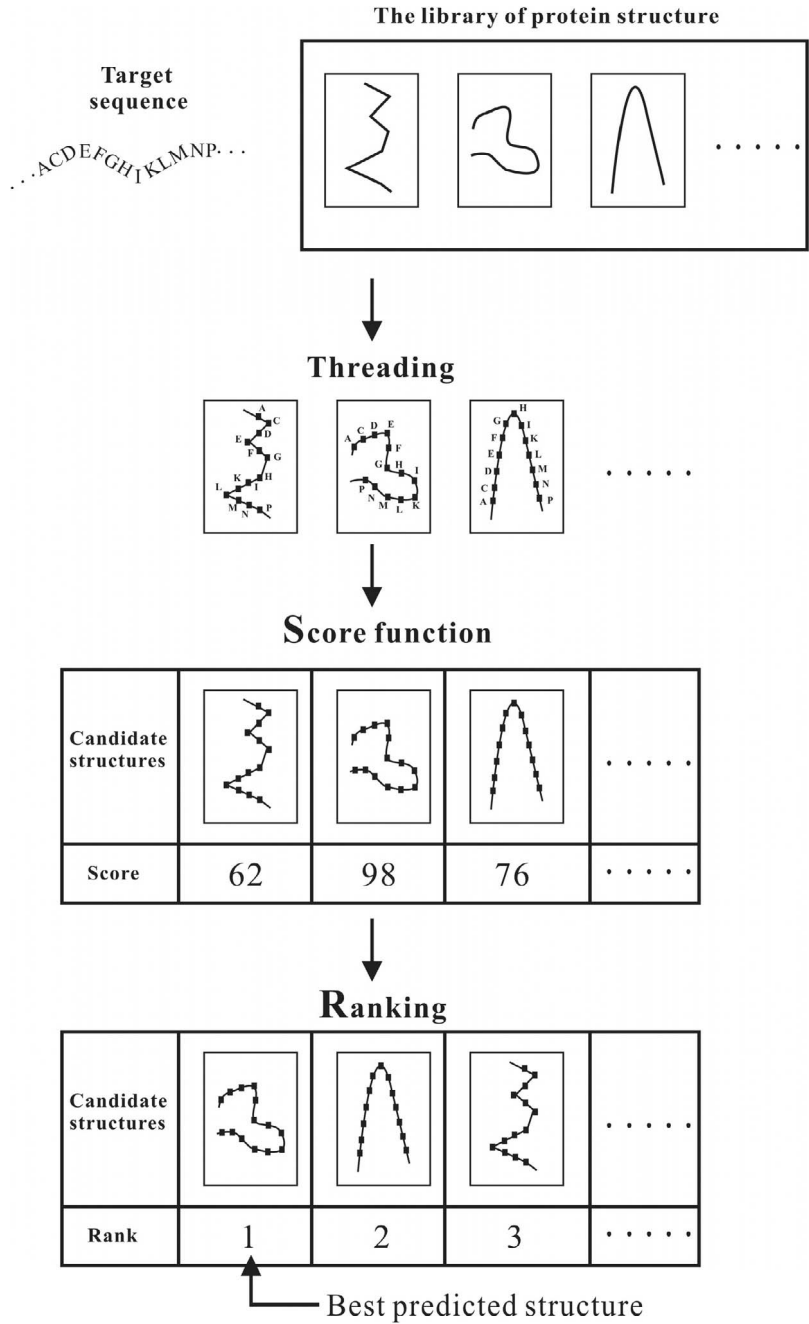 The library of protein structure
Target
sequence
. . . ACDEFGHIKLMNP. . .
. . . . .
Threading
A
C
D
E
F
G
H
I
K
L
M
N
P
A
C
D
E
F
G
H
I
K
L
M
N
P
A
C
D
E
F
G
H
I
K
L
M
N
P
. . . . .
Score function
Candidate
structures
. . . . .
Score 62 98 76 . . . . .
Ranking
Candidate
structures
. . . . .
Rank 1 2 3 . . . . .
Best predicted structure